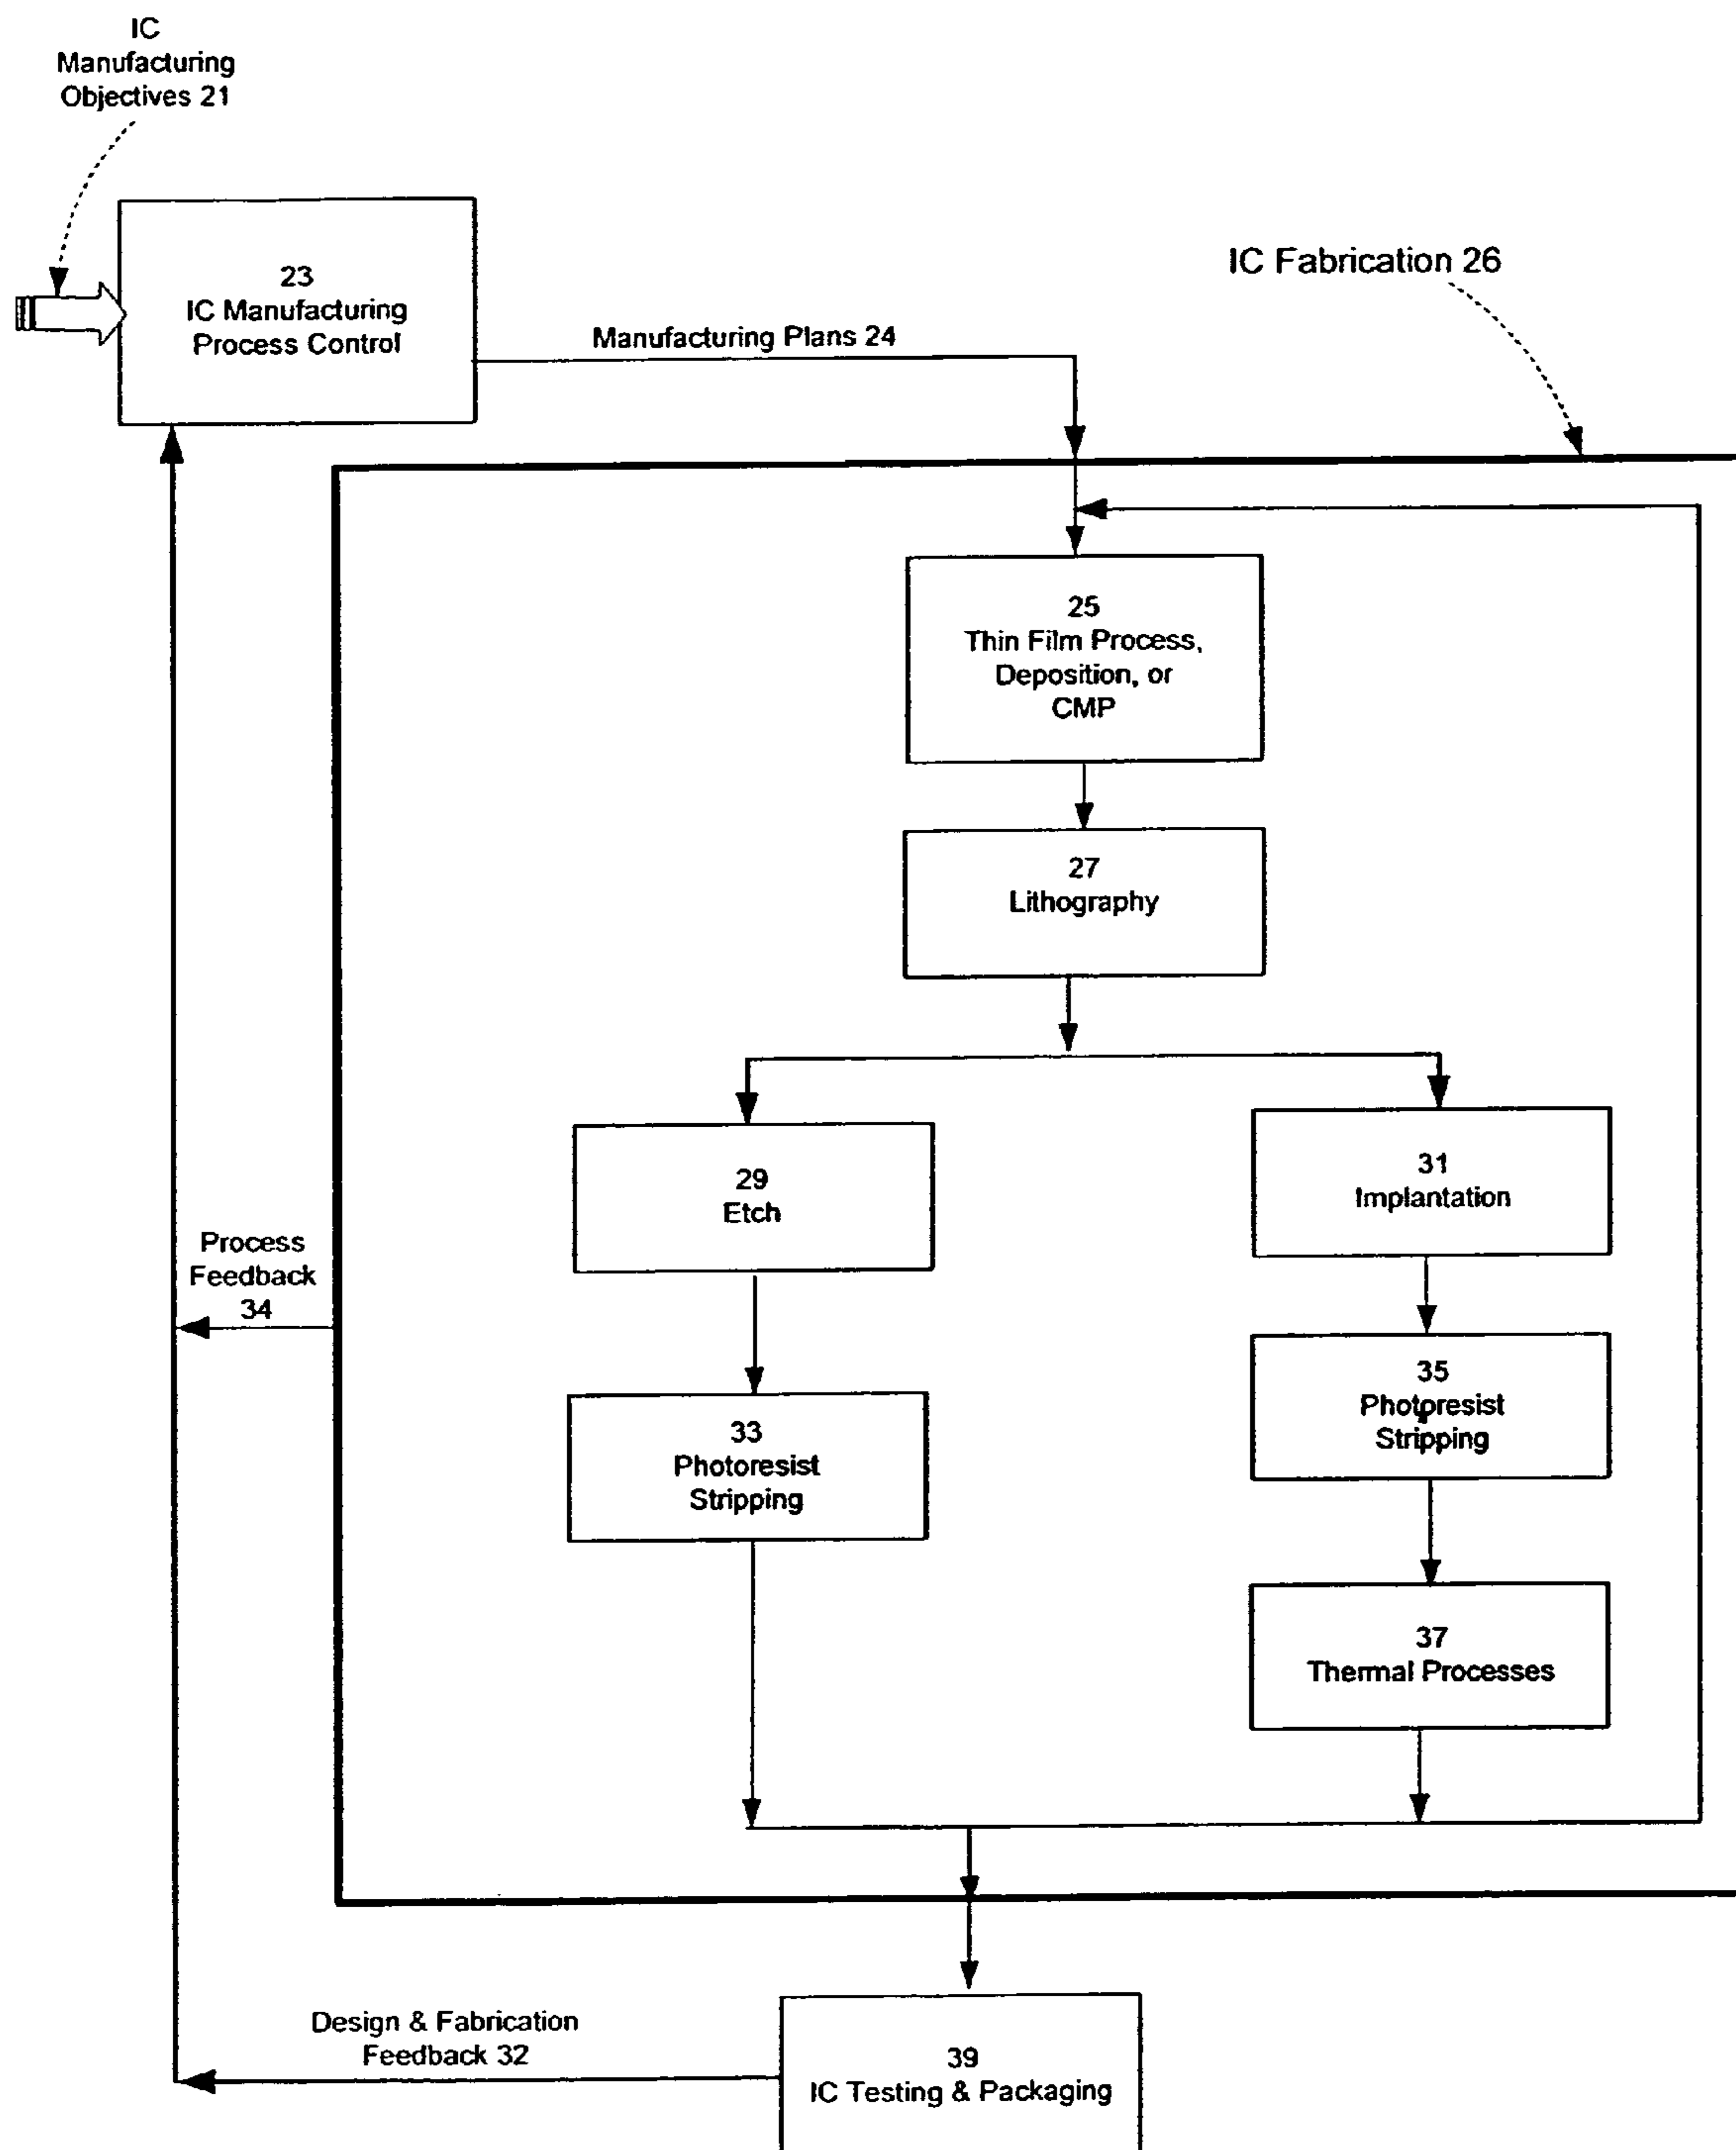 IC
Manufacturing
Objectives 21
IC Fabrication 26
23
IC Manufacturing
Process Control
Manufacturing Plans 24
25
Thin Film Process,
Deposition, or
CMP
27
Lithography
29
Etch
31
Implantation
Process
Feedback
34
33
Photoresist
Stripping
35
Photoresist
Stripping
37
Thermal Processes
Design & Fabrication
Feedback 32
39
IC Testing & Packaging